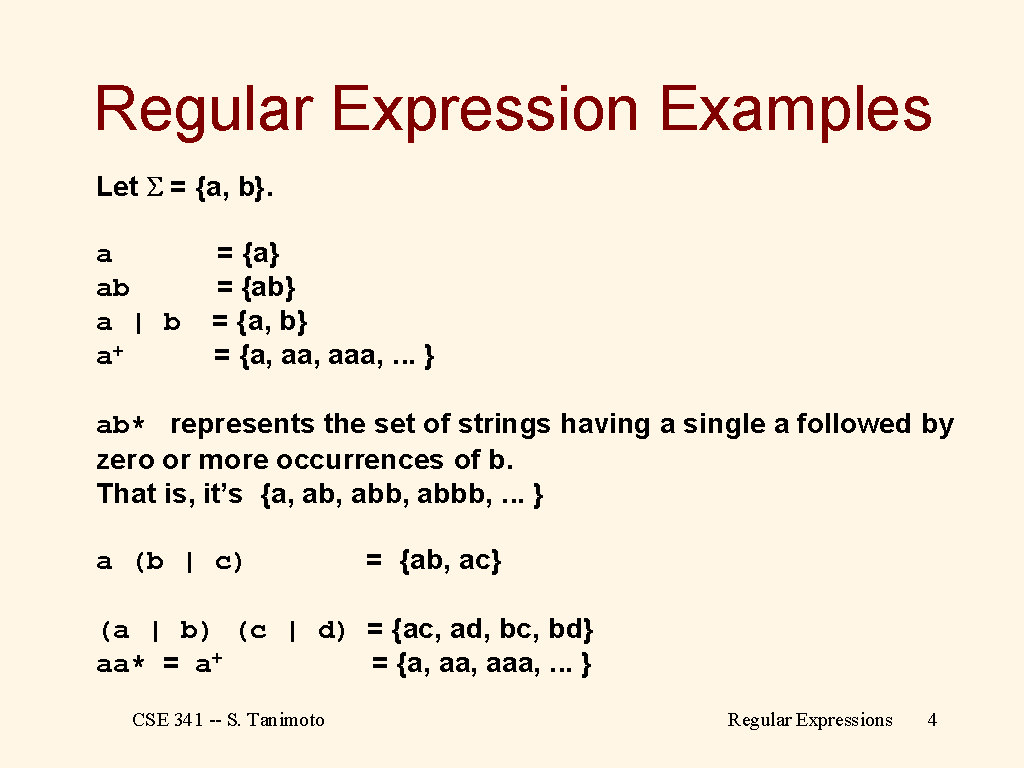 Regular Expression Examples
Let Σ = {a, b}.
a = {a}
ab = {ab}
a | b = {a, b}
a⁺ = {a, aa, aaa, ... }
ab* represents the set of strings having a single a followed by
zero or more occurrences of b.
That is, it’s {a, ab, abb, abbb, ... }
a (b | c) = {ab, ac}
(a | b) (c | d) = {ac, ad, bc, bd}
aa* = a⁺ = {a, aa, aaa, ... }
CSE 341 -- S. Tanimoto Regular Expressions 4